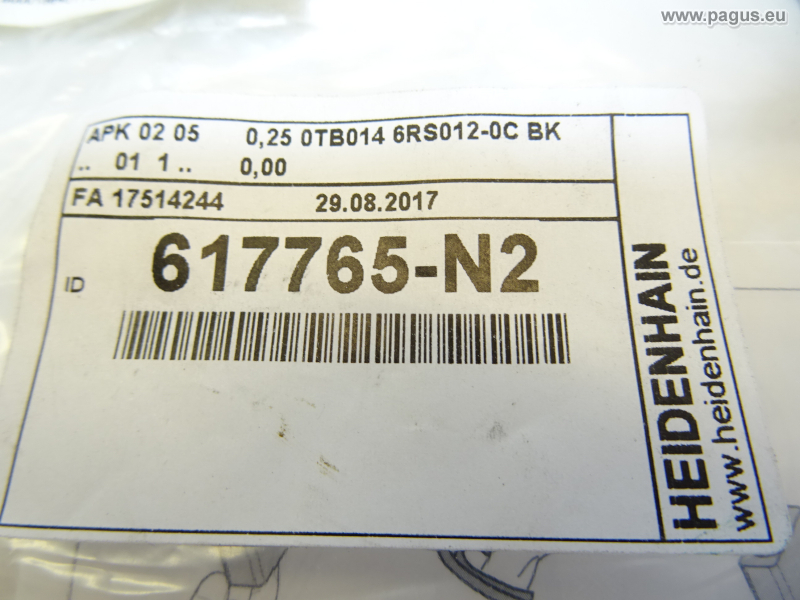 www.pagus.eu
APK 02 05 0,25 0TB014 6RS012-0C BK
.. 01 1 .. 0,00
FA 17514244 29.08.2017
ID 617765-N2
HEIDENHAIN
www.heidenhain.de